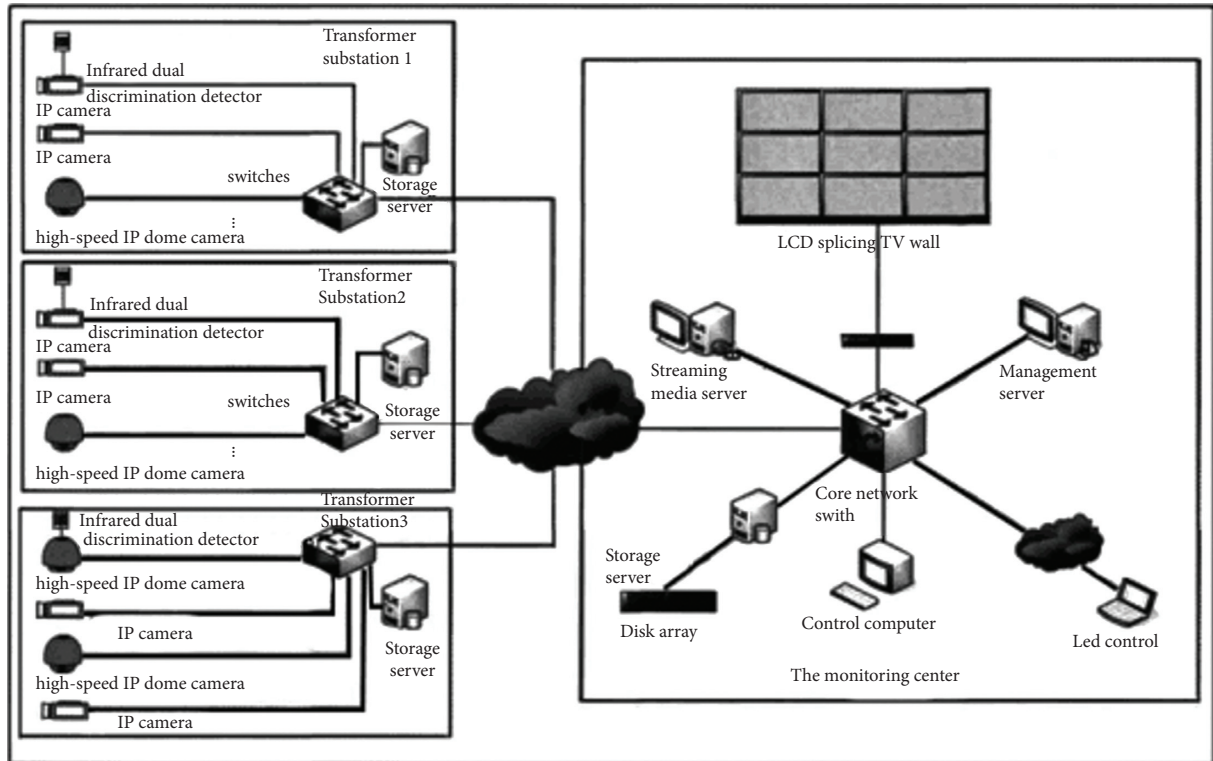 Transformer
substation 1
Infrared dual
discrimination detector
IP camera
IP camera
switches
Storage
server
...
high-speed IP dome camera
Transformer
Substation2
Infrared dual
discrimination detector
IP camera
IP camera
switches
Storage
server
...
high-speed IP dome camera
Transformer
Substation3
Infrared dual
discrimination detector
high-speed IP dome camera
IP camera
Storage
server
high-speed IP dome camera
IP camera
LCD splicing TV wall
Streaming
media server
Management
server
Core network
swith
Storage
server
Disk array
Control computer
Led control
The monitoring center